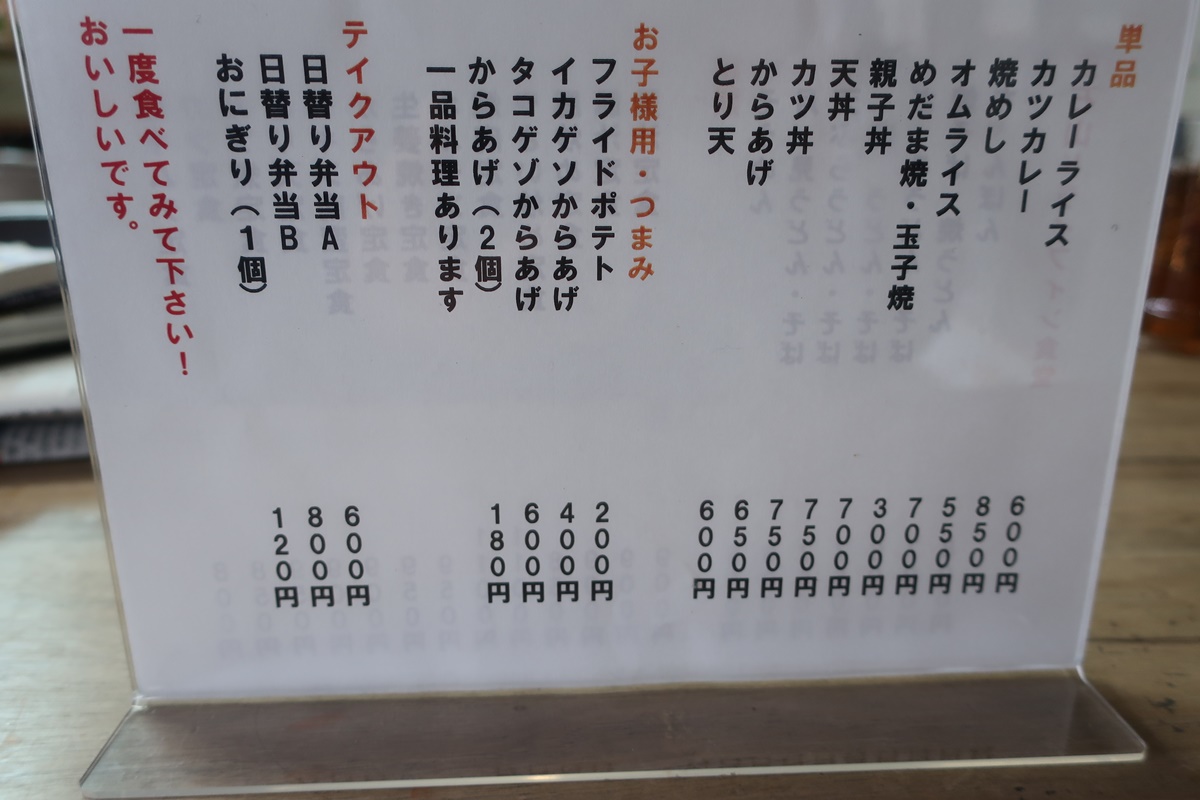 単品
カレーライス 600円
カツカレー 850円
焼めし 550円
オムライス 700円
めだま焼・玉子焼 300円
親子丼 700円
天丼 750円
カツ丼 750円
からあげ 650円
とり天 600円
お子様用・つまみ
フライドポテト 200円
イカゲソからあげ 400円
タコゲゾからあげ 600円
からあげ（2個） 180円
一品料理あります
テイクアウト
日替り弁当A 600円
日替り弁当B 800円
おにぎり（1個） 120円
一度食べてみて下さい！
おいしいです。